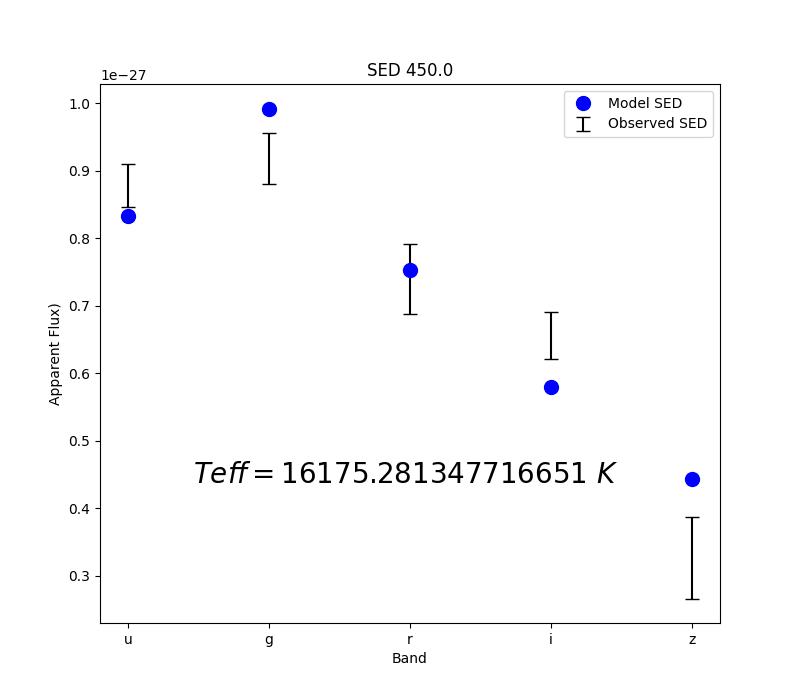 SED 450.0
1e−27
Model SED
Observed SED
1.0
0.9
0.8
0.7
0.6
0.5
0.4
0.3
Apparent Flux)
Teff = 16175.281347716651 K
u g r i z
Band